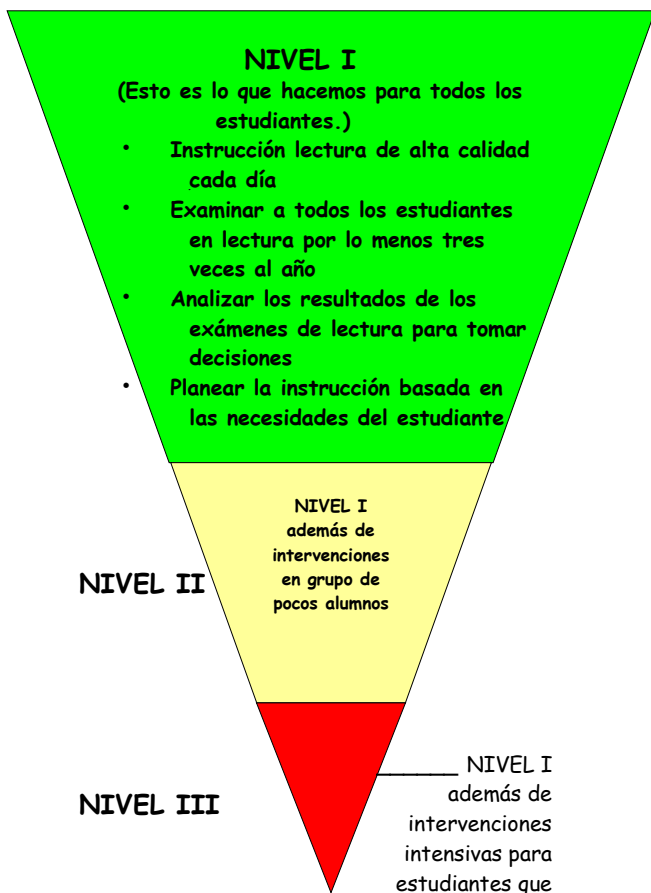 NIVEL I
(Esto es lo que hacemos para todos los
estudiantes.)
• Instrucción lectura de alta calidad
cada día
• Examinar a todos los estudiantes
en lectura por lo menos tres
veces al año
• Analizar los resultados de los
exámenes de lectura para tomar
decisiones
• Planear la instrucción basada en
las necesidades del estudiante
NIVEL I
además de
intervenciones
en grupo de
pocos alumnos
NIVEL II
NIVEL III
_______ NIVEL I
además de
intervenciones
intensivas para
estudiantes que